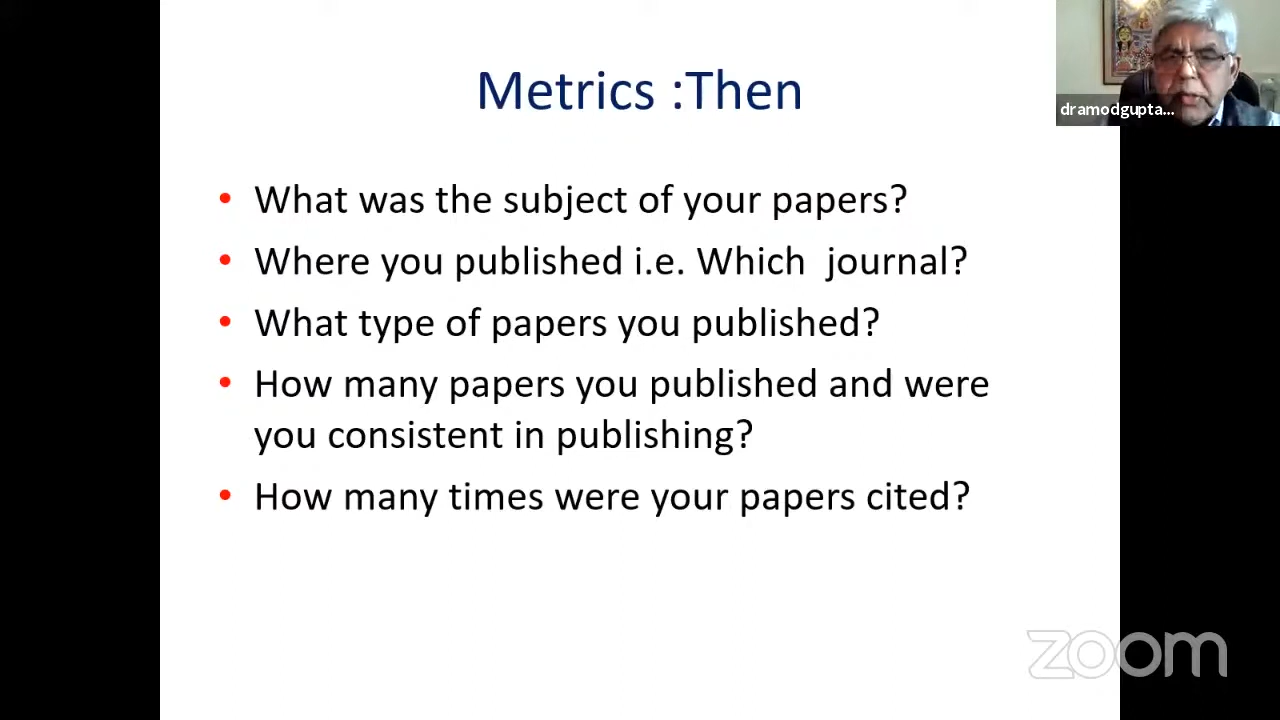 Metrics :Then
dramodgupta...
• What was the subject of your papers?
• Where you published i.e. Which  journal?
• What type of papers you published?
• How many papers you published and were
you consistent in publishing?
• How many times were your papers cited?
zoom